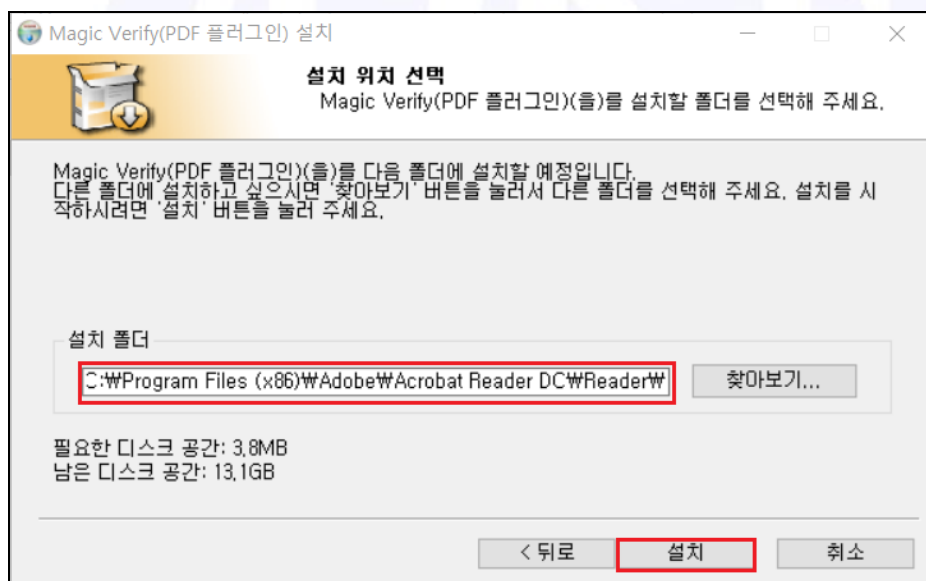 Magic Verify(PDF 플러그인) 설치
설치 위치 선택
Magic Verify(PDF 플러그인)(을)를 설치할 폴더를 선택해 주세요.
Magic Verify(PDF 플러그인)(을)를 다음 폴더에 설치할 예정입니다.
다른 폴더에 설치하고 싶으시면 '찾아보기' 버튼을 눌러서 다른 폴더를 선택해 주세요. 설치를 시
작하시려면 '설치' 버튼을 눌러 주세요.
설치 폴더
C:₩Program Files (x86)₩Adobe₩Acrobat Reader DC₩Reader₩
찾아보기...
필요한 디스크 공간: 3.8MB
남은 디스크 공간: 13.1GB
< 뒤로
설치
취소